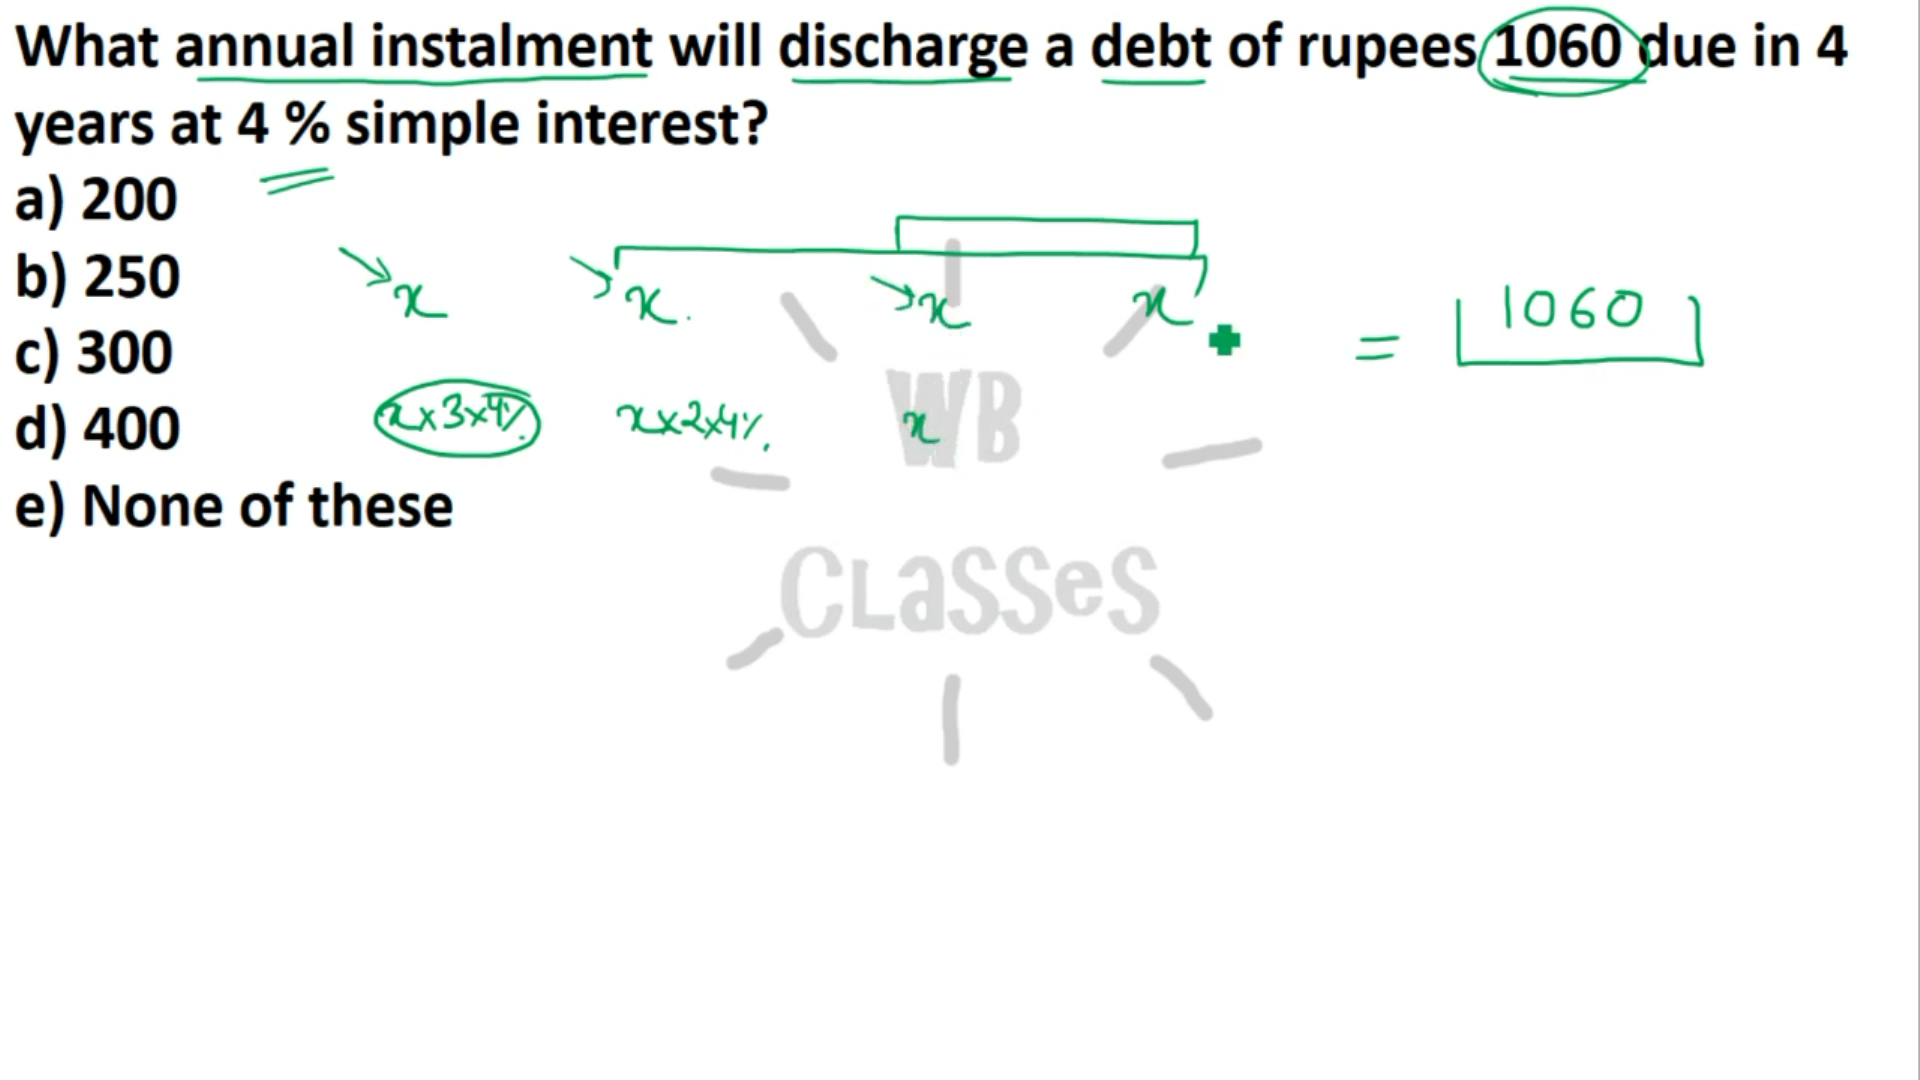 What annual instalment will discharge a debt of rupees 1060 due in 4
years at 4 % simple interest?
a) 200
b) 250
c) 300
d) 400
e) None of these
x x. x x = 1060
x×3×4% x×2×4%. x
WB
CLaSSeS